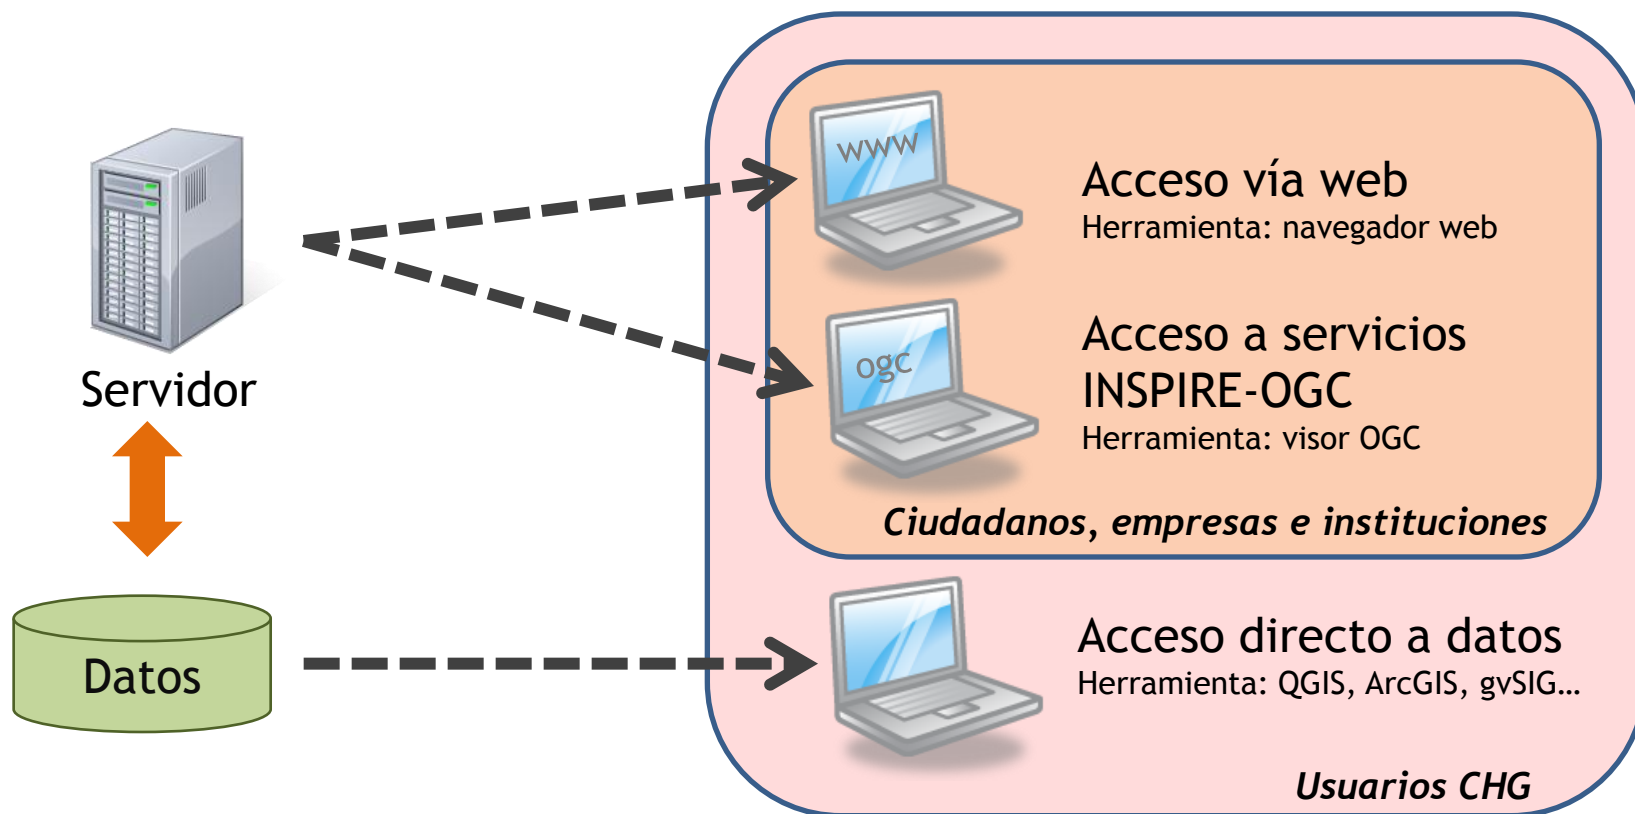 www
Acceso vía web
Herramienta: navegador web
Servidor
ogc
Acceso a servicios
INSPIRE-OGC
Herramienta: visor OGC
Ciudadanos, empresas e instituciones
Datos
Acceso directo a datos
Herramienta: QGIS, ArcGIS, gvSIG…
Usuarios CHG